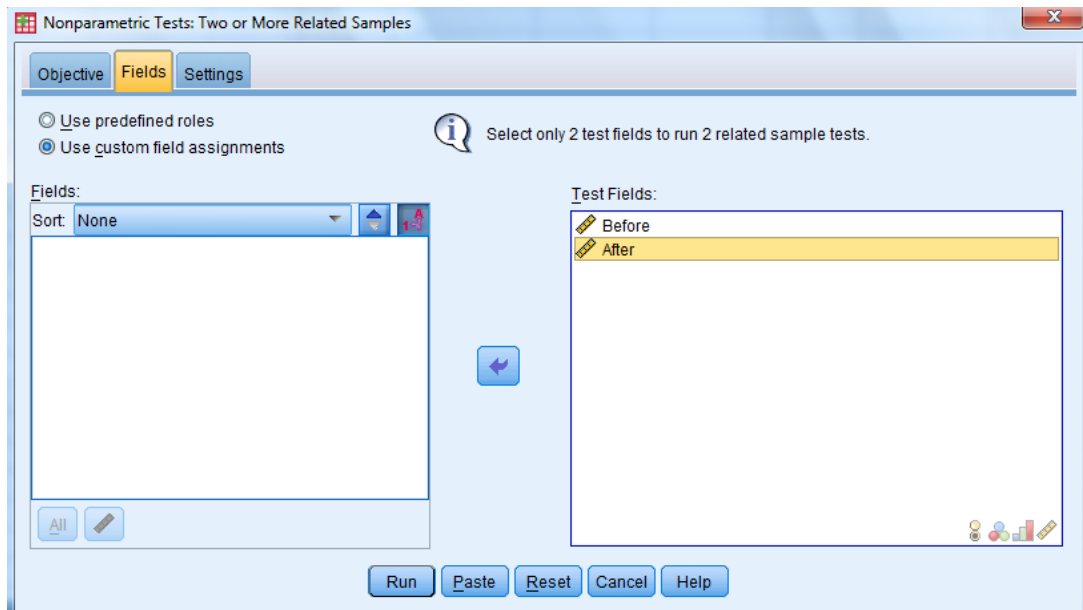 Nonparametric Tests: Two or More Related Samples
x
Objective Fields Settings
Use predefined roles
Use custom field assignments
Select only 2 test fields to run 2 related sample tests.
Fields:
Sort: None
Test Fields:
Before
After
All
Run Paste Reset Cancel Help